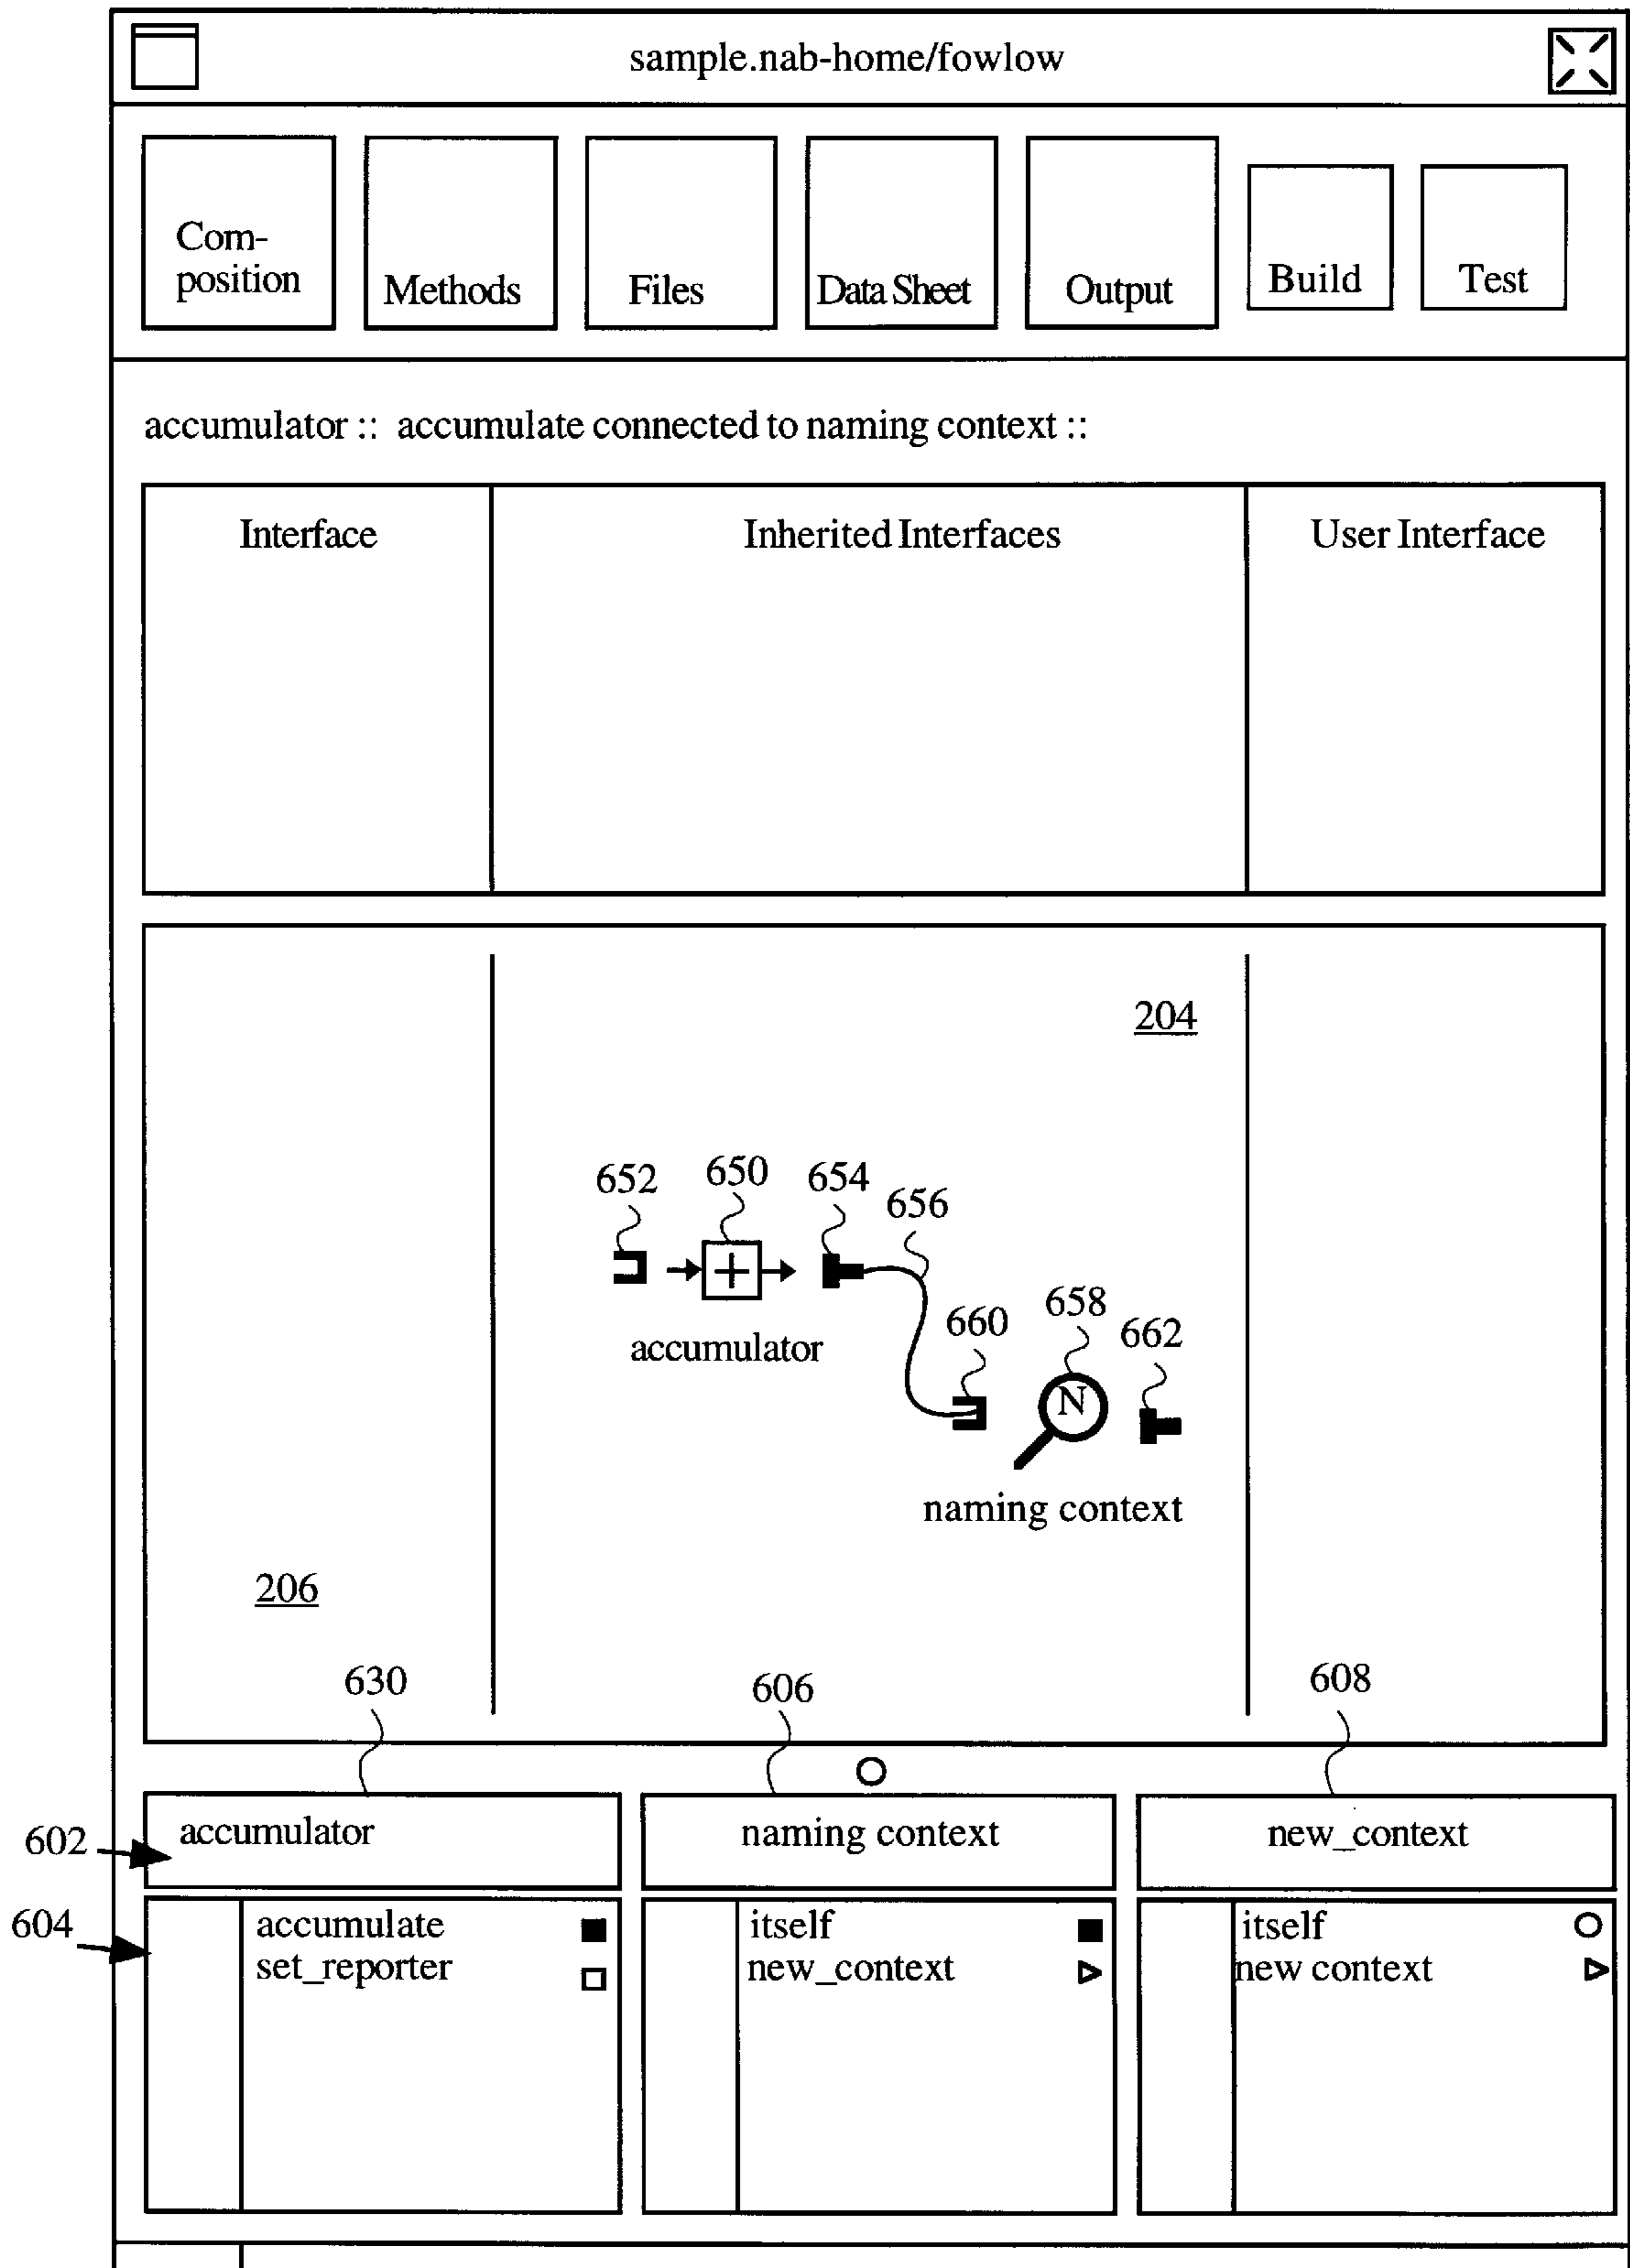 sample.nab-home/fowlow
Com-
position
Methods
Files
Data Sheet
Output
Build
Test
accumulator :: accumulate connected to naming context ::
Interface
Inherited Interfaces
User Interface
204
652
650
654
656
accumulator
660
658
662
N
naming context
206
630
606
608
602
accumulator
naming context
new_context
604
accumulate
set_reporter
itself
new_context
itself
new context